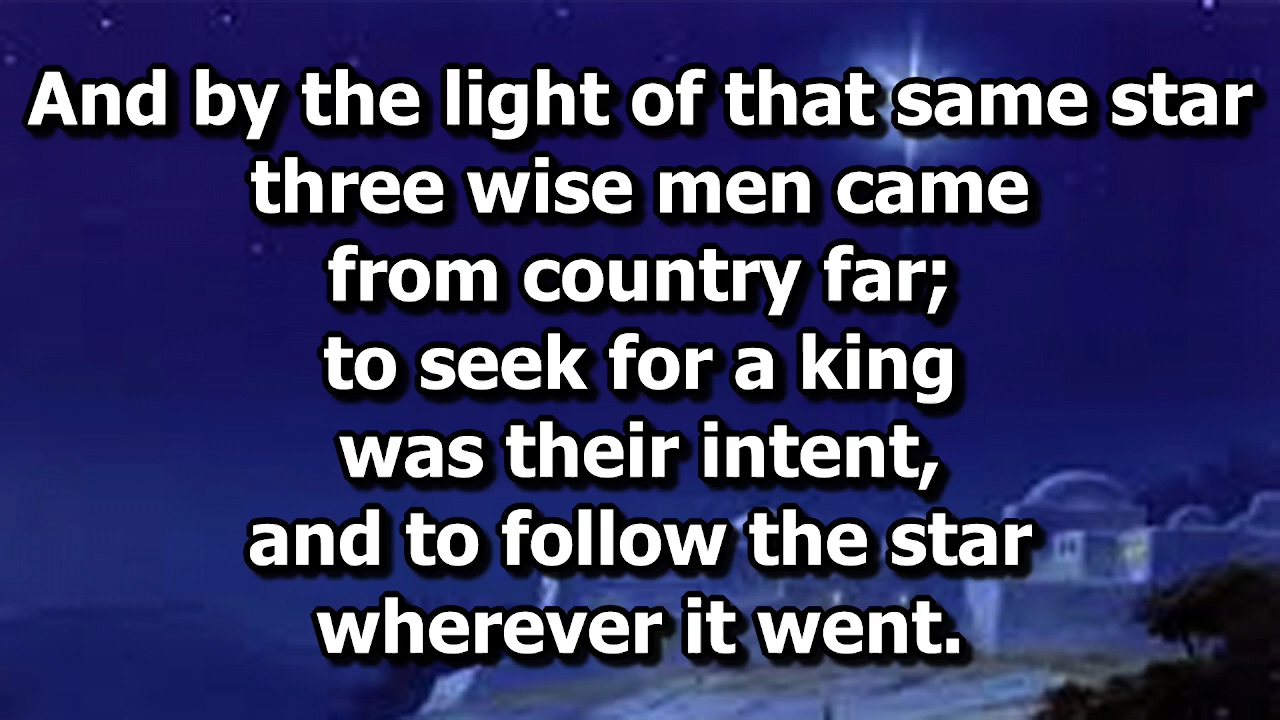 And by the light of that same star
three wise men came
from country far;
to seek for a king
was their intent,
and to follow the star
wherever it went.